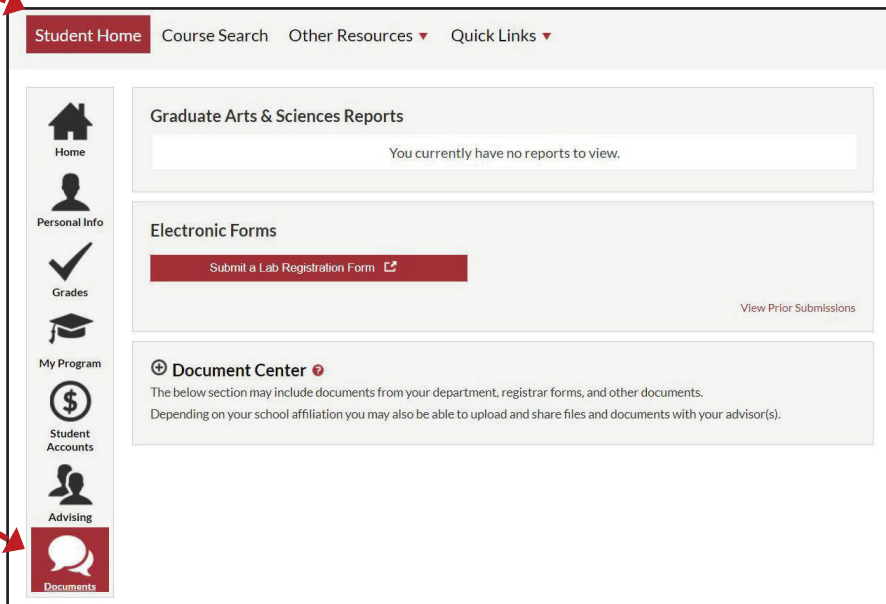 Student Home Course Search Other Resources ▼ Quick Links ▼
Home
Personal Info
Grades
My Program
Student
Accounts
Advising
Documents
Graduate Arts & Sciences Reports
You currently have no reports to view.
Electronic Forms
Submit a Lab Registration Form
View Prior Submissions
Document Center
The below section may include documents from your department, registrar forms, and other documents.
Depending on your school affiliation you may also be able to upload and share files and documents with your advisor(s).